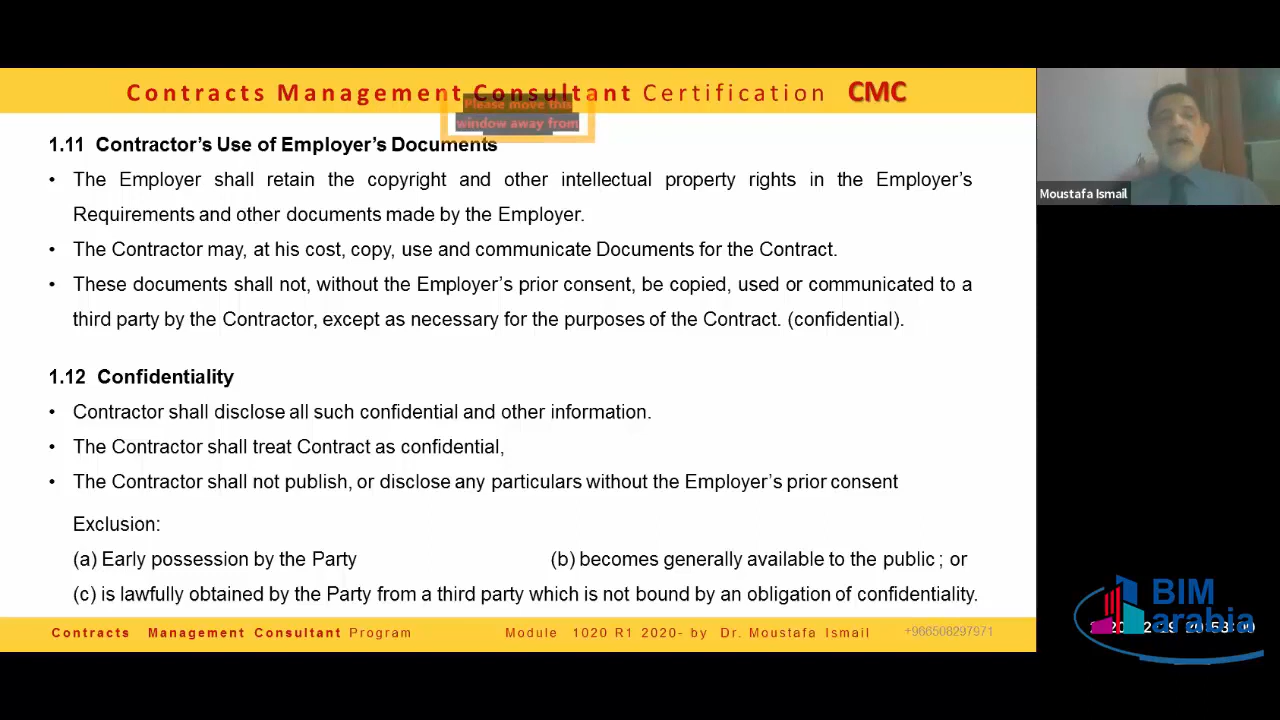 Contracts Management Consultant Certification CMC
Please move this
window away from
1.11 Contractor's Use of Employer's Documents
• The Employer shall retain the copyright and other intellectual property rights in the Employer's
Requirements and other documents made by the Employer.
• The Contractor may, at his cost, copy, use and communicate Documents for the Contract.
• These documents shall not, without the Employer's prior consent, be copied, used or communicated to a
third party by the Contractor, except as necessary for the purposes of the Contract. (confidential).
1.12 Confidentiality
• Contractor shall disclose all such confidential and other information.
• The Contractor shall treat Contract as confidential,
• The Contractor shall not publish, or disclose any particulars without the Employer's prior consent
Exclusion:
(a) Early possession by the Party (b) becomes generally available to the public ; or
(c) is lawfully obtained by the Party from a third party which is not bound by an obligation of confidentiality.
Contracts Management Consultant Program Module 1020 R1 2020- by Dr. Moustafa Ismail +966508297971
Moustafa Ismail
BIM
arabia